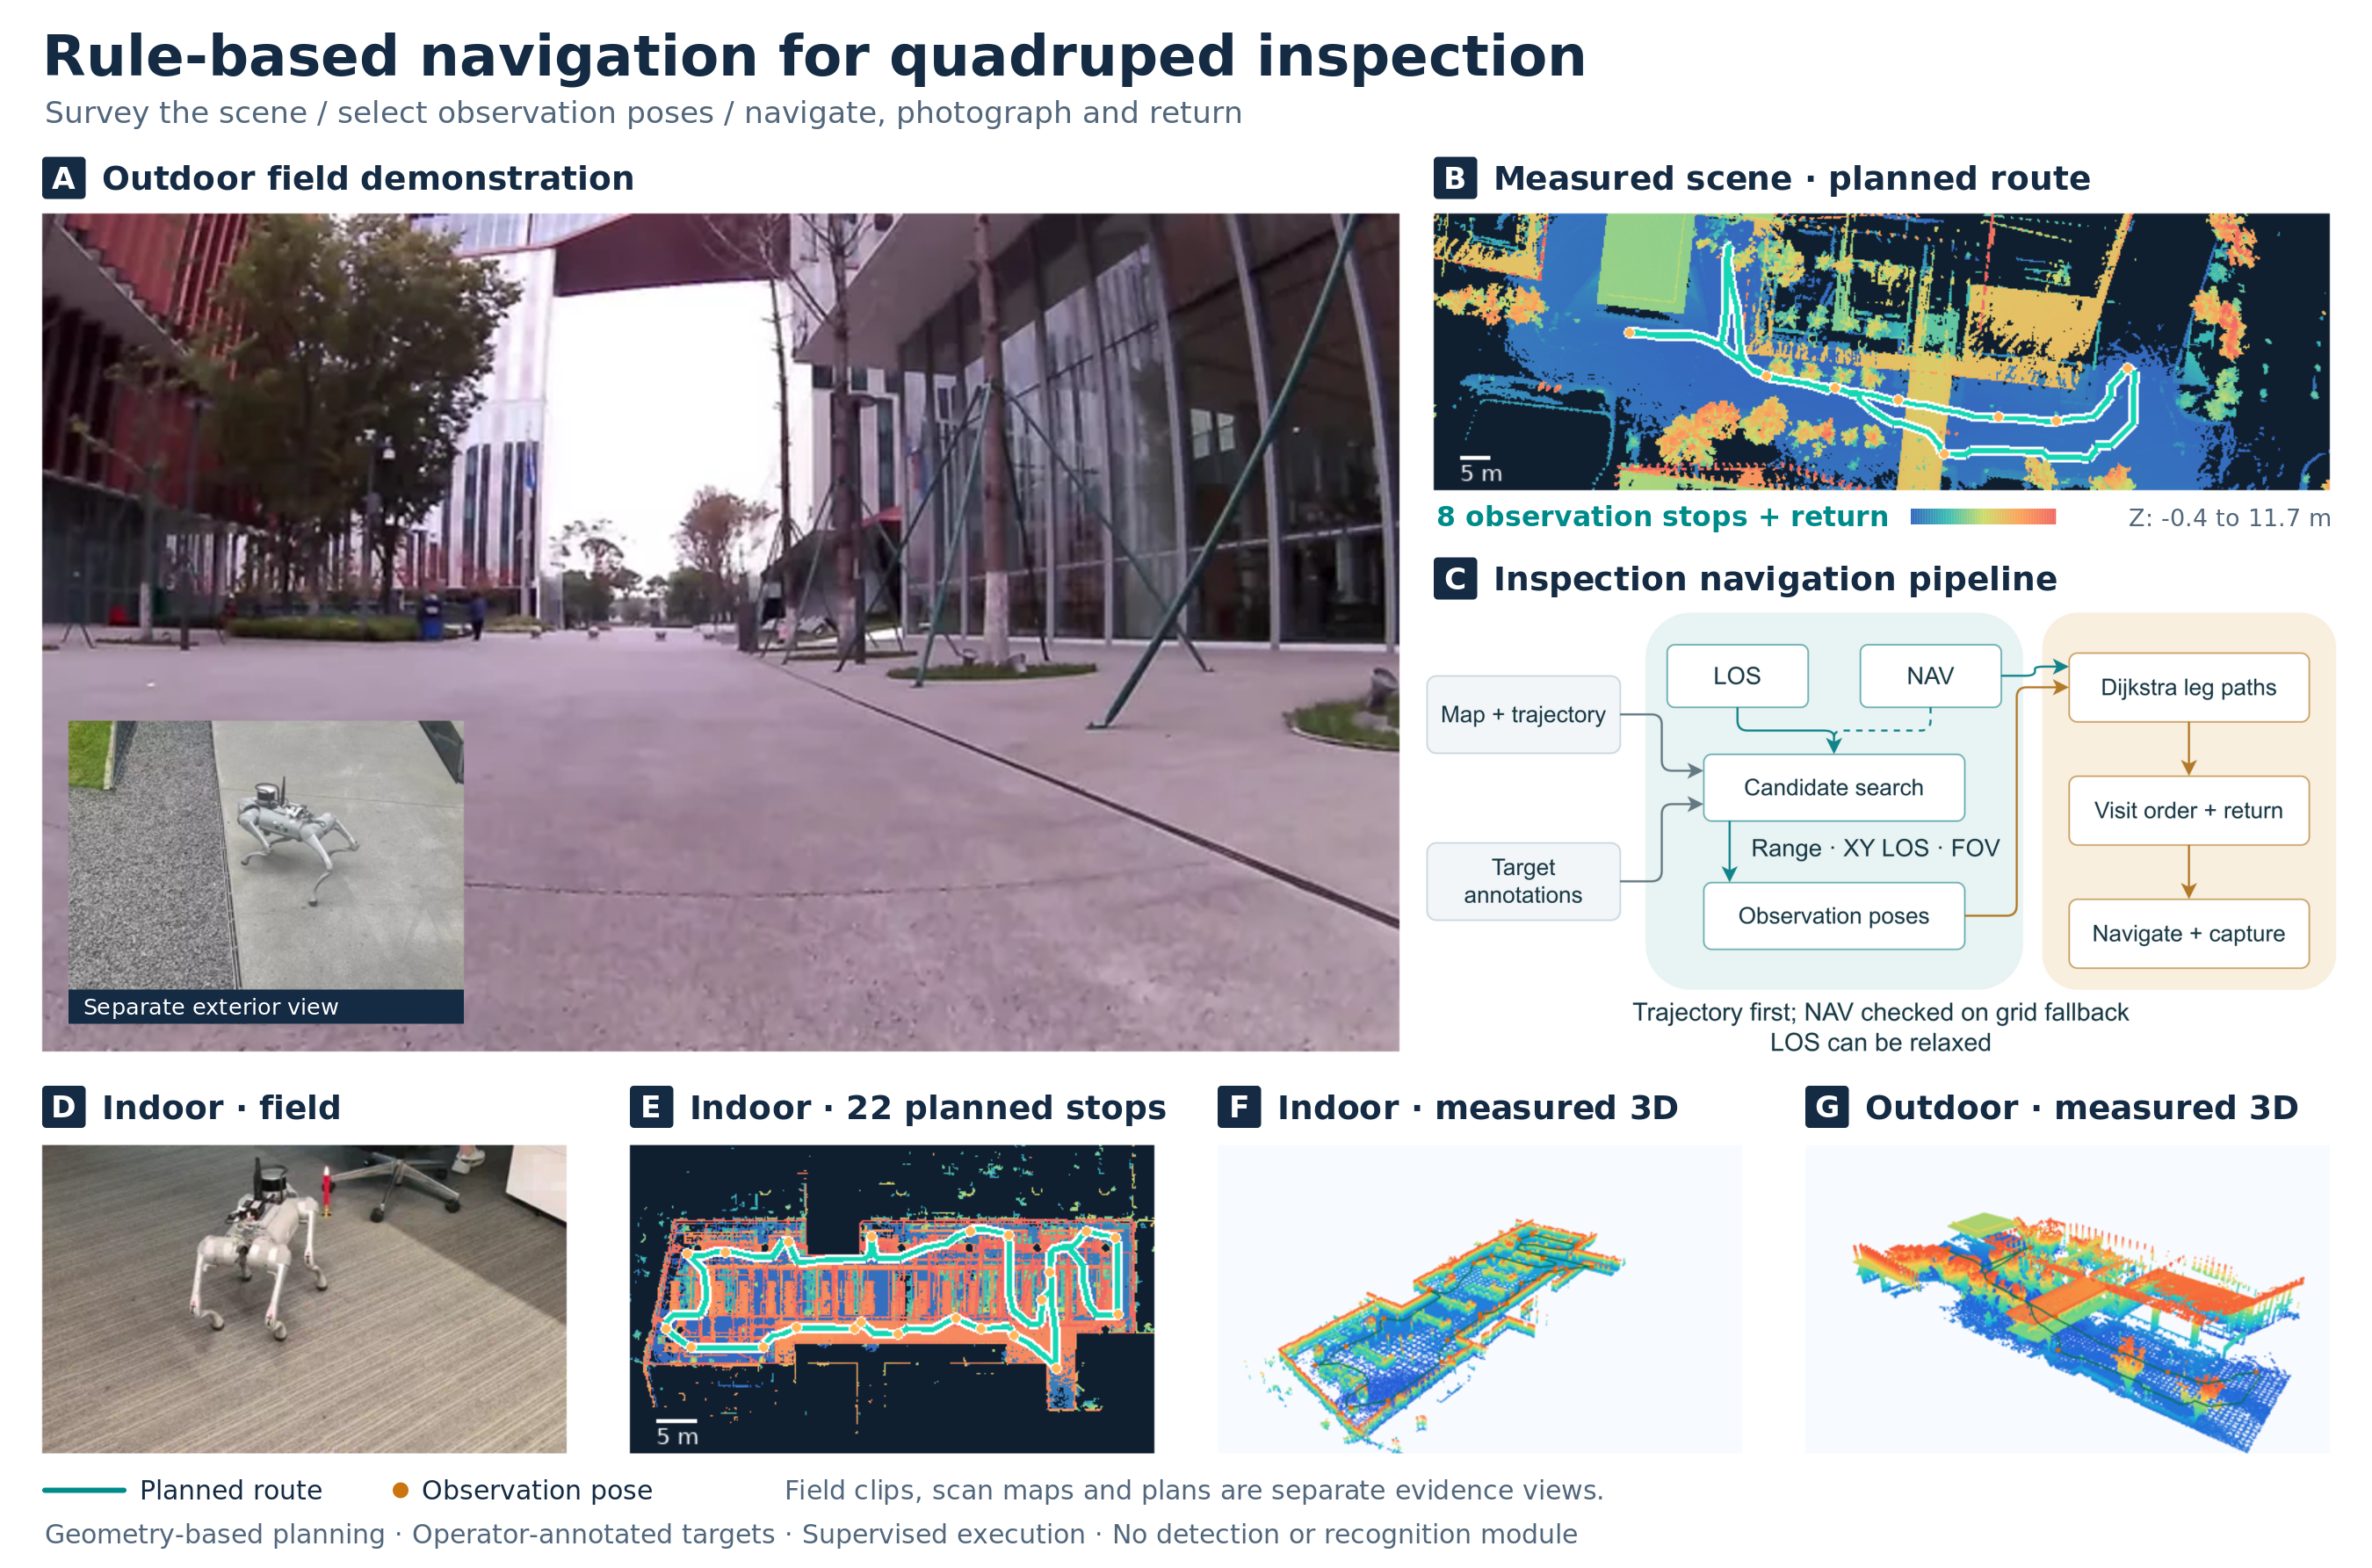 Rule-based navigation for quadruped inspection
Survey the scene / select observation poses / navigate, photograph and return
A Outdoor field demonstration
Separate exterior view
B Measured scene · planned route
5 m
8 observation stops + return
Z: -0.4 to 11.7 m
C Inspection navigation pipeline
LOS
NAV
Map + trajectory
Candidate search
Target
annotations
Range · XY LOS · FOV
Observation poses
Dijkstra leg paths
Visit order + return
Navigate + capture
Trajectory first; NAV checked on grid fallback
LOS can be relaxed
D Indoor · field
E Indoor · 22 planned stops
5 m
F Indoor · measured 3D
G Outdoor · measured 3D
Planned route
Observation pose
Field clips, scan maps and plans are separate evidence views.
Geometry-based planning · Operator-annotated targets · Supervised execution · No detection or recognition module